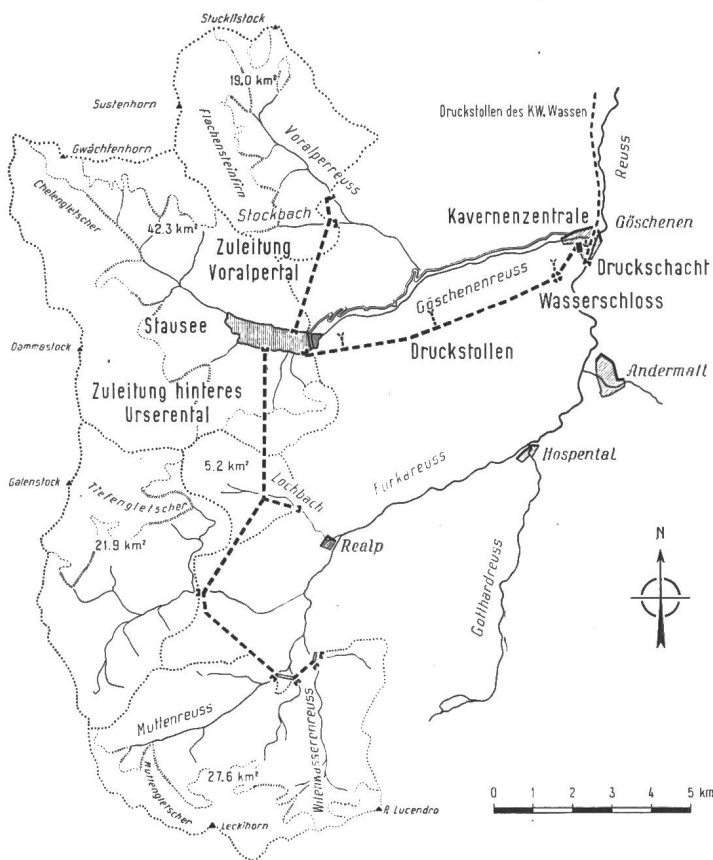 Stucklistock
19,0 km²
Sustenhorn
Flachensteinfirn
Voralperreuss
Druckstollen des KW. Wassen
Reuss
Gwächtenhorn
Chelengletscher
42.3 km²
Stockbach
Zuleitung
Voralpertal
Kavernenzentrale
Göschenen
Druckschacht
Göschenenreuss
Wasserschloss
Stausee
Druckstollen
Dammastock
Andermatt
Zuleitung hinteres
Urserental
Hospental
5.2 km²
Lochbach
Furkareuss
Galenstock
Tiefengletscher
21.9 km²
Realp
Gotthardreuss
N
Muttenreuss
Muttengletscher
27.6 km²
Witenwasserenreuss
P. Lucendro
Leckihorn
0 1 2 3 4 5 km